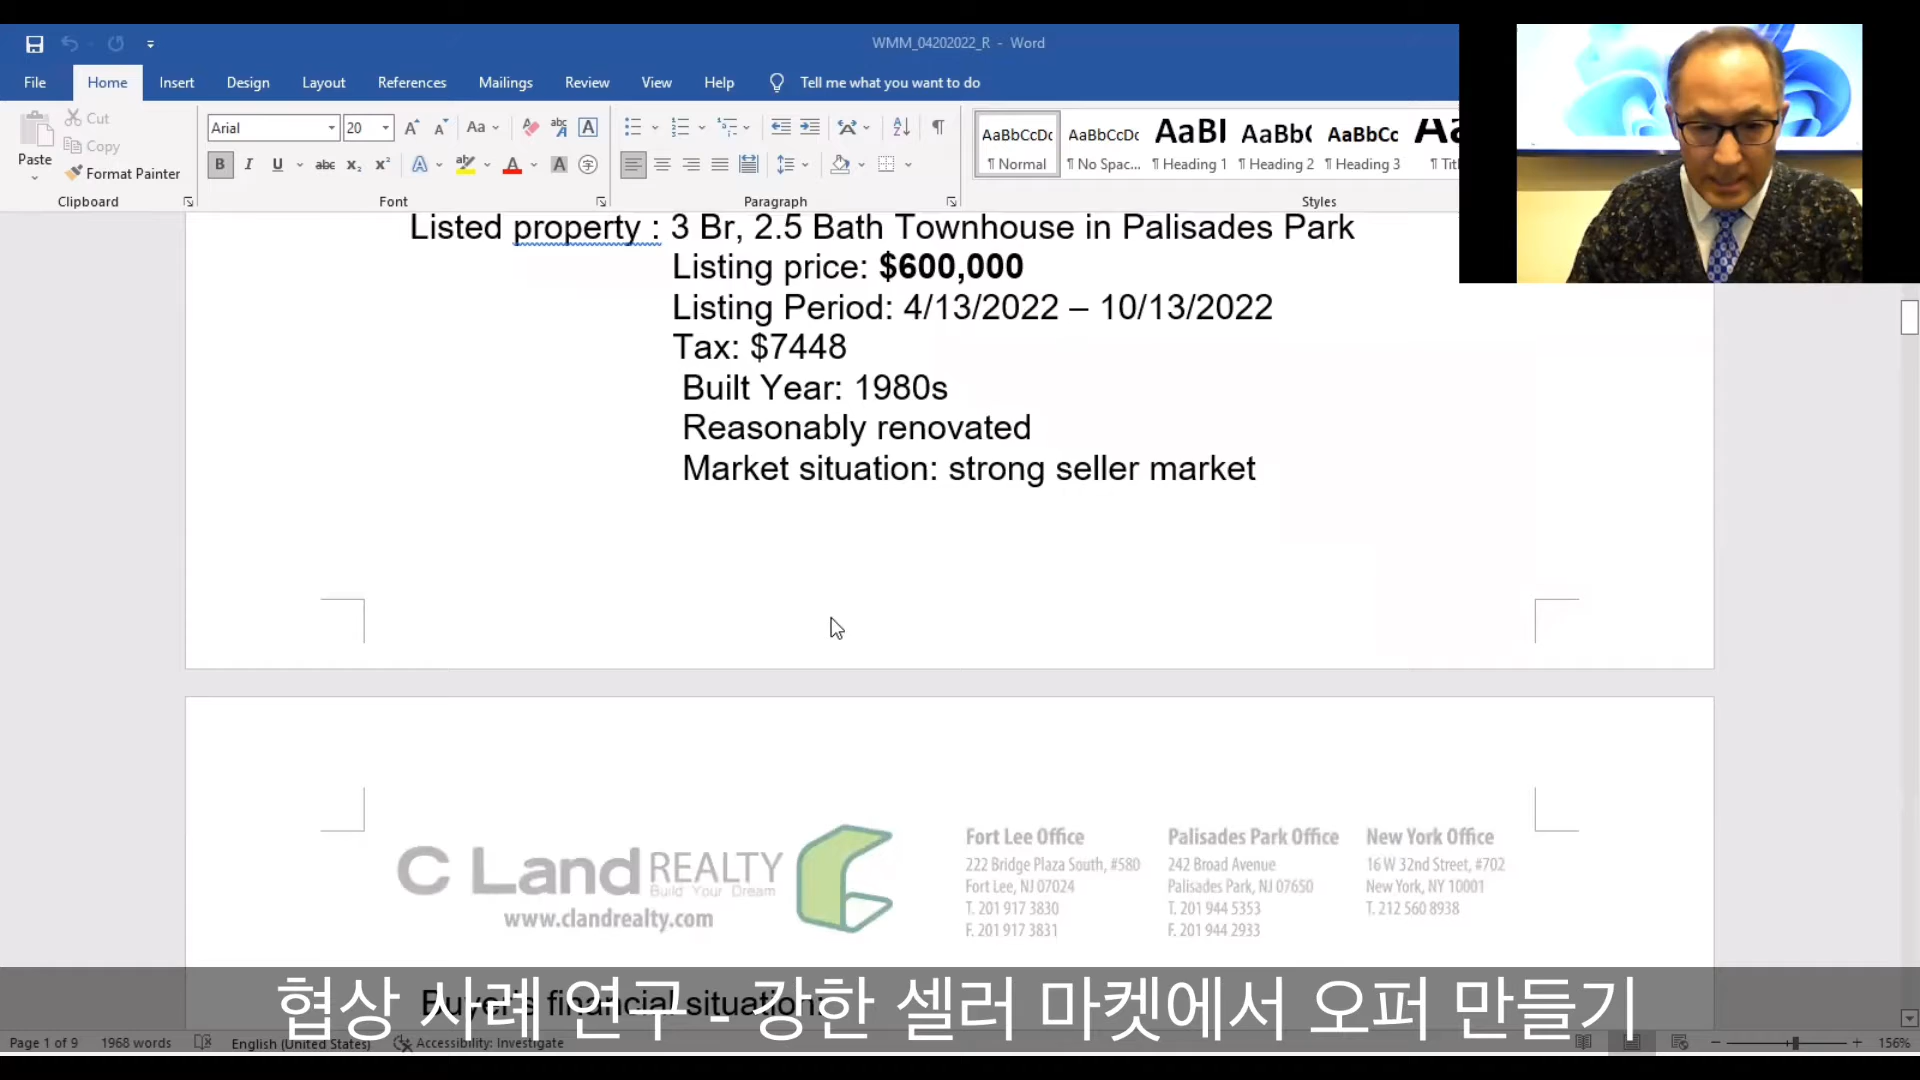 WMM_04202022_R - Word
File Home Insert Design Layout References Mailings Review View Help Tell me what you want to do
Paste
Cut
Copy
Format Painter
Clipboard
Arial 20
Font
Paragraph
AaBbCcDc AaBbCcDc AaBl AaBb( AaBbCc
¶ Normal ¶ No Spac... ¶ Heading 1 ¶ Heading 2 ¶ Heading 3 ¶ Titl
Styles
Listed property : 3 Br, 2.5 Bath Townhouse in Palisades Park
Listing price: $600,000
Listing Period: 4/13/2022 – 10/13/2022
Tax: $7448
Built Year: 1980s
Reasonably renovated
Market situation: strong seller market
C Land REALTY
Build Your Dream
www.clandrealty.com
Fort Lee Office
222 Bridge Plaza South, #580
Fort Lee, NJ 07024
T. 201 917 3830
F. 201 917 3831
Palisades Park Office
242 Broad Avenue
Palisades Park, NJ 07650
T. 201 944 5353
F. 201 944 2933
New York Office
16 W 32nd Street, #702
New York, NY 10001
T. 212 560 8938
Buyer's financial situation:
협상 사례 연구 - 강한 셀러 마켓에서 오퍼 만들기
Page 1 of 9 1968 words English (United States) Accessibility: Investigate 156%